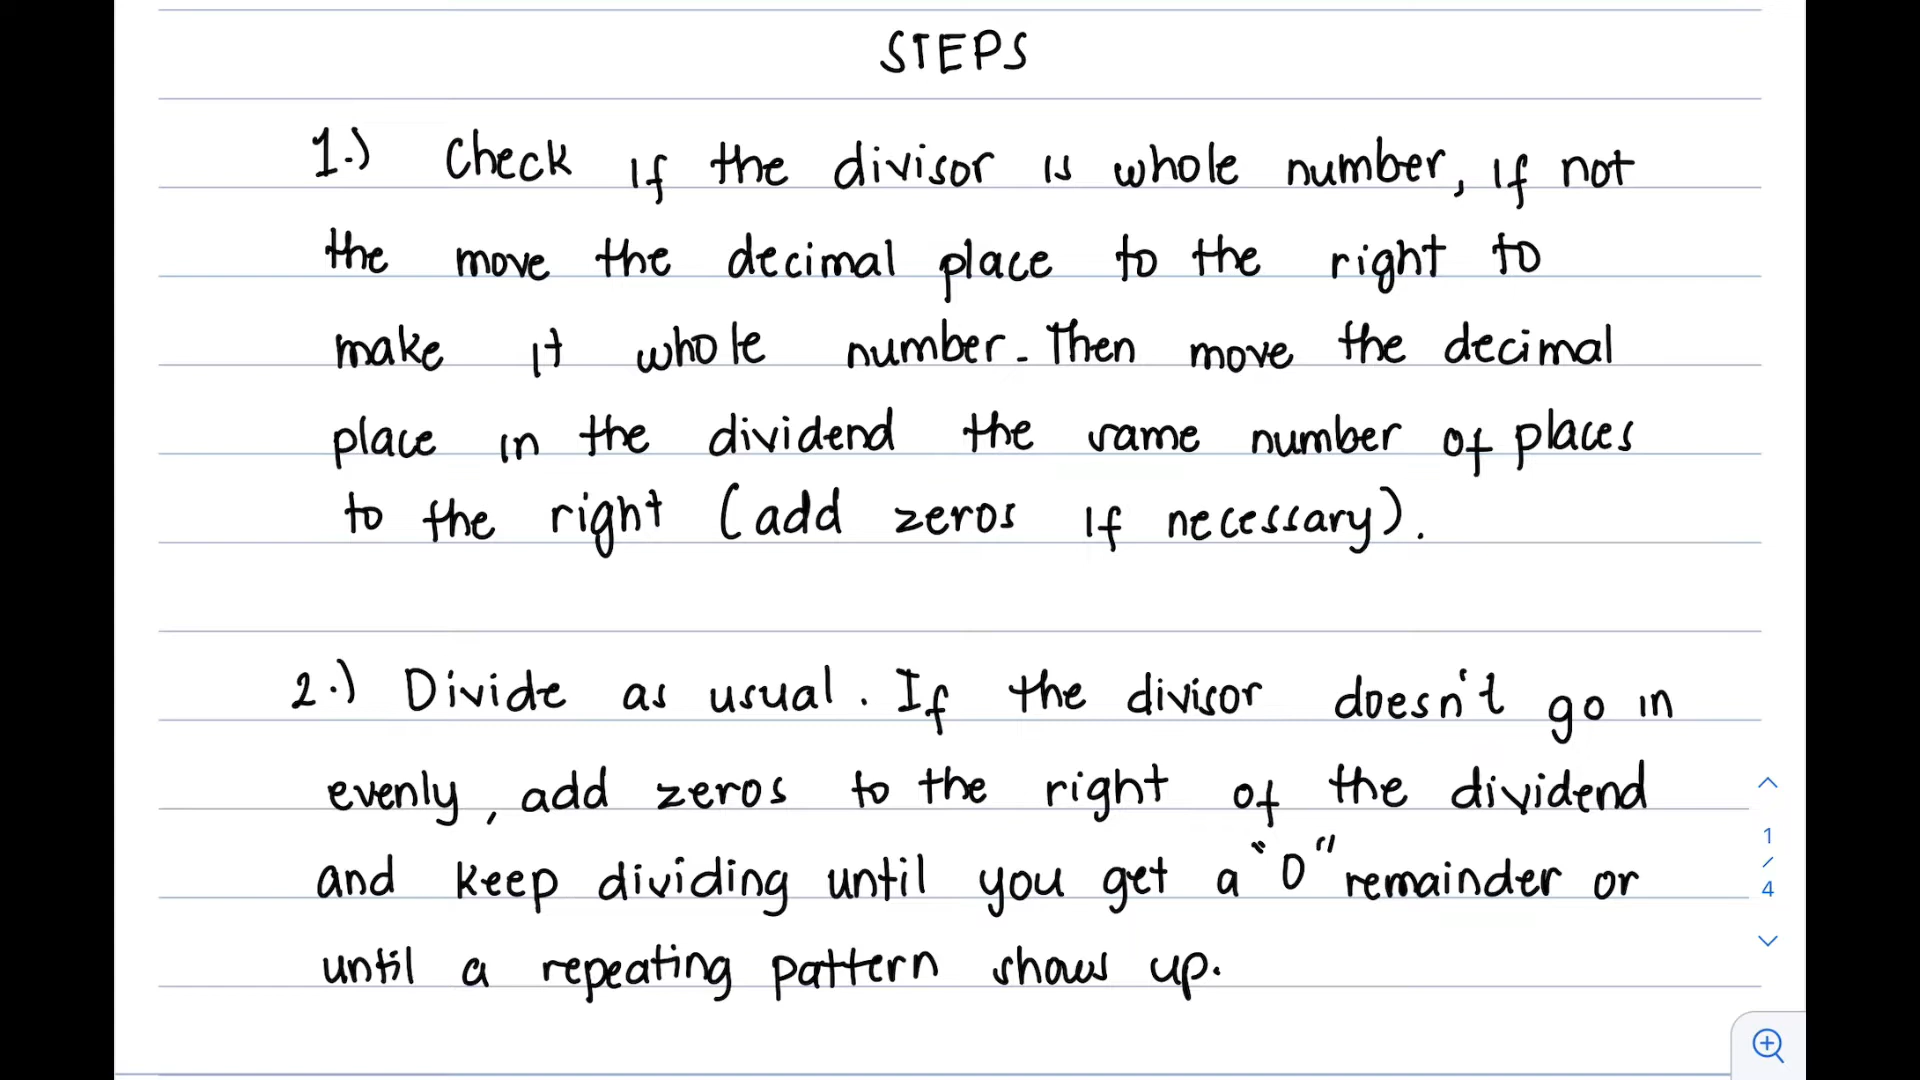 STEPS
1.) Check if the divisor is whole number, if not
the move the decimal place to the right to
make it whole number. Then move the decimal
place in the dividend the same number of places
to the right (add zeros if necessary).
2.) Divide as usual. If the divisor doesn't go in
evenly, add zeros to the right of the dividend
and keep dividing until you get a "0" remainder or
until a repeating pattern shows up.
1
/
4